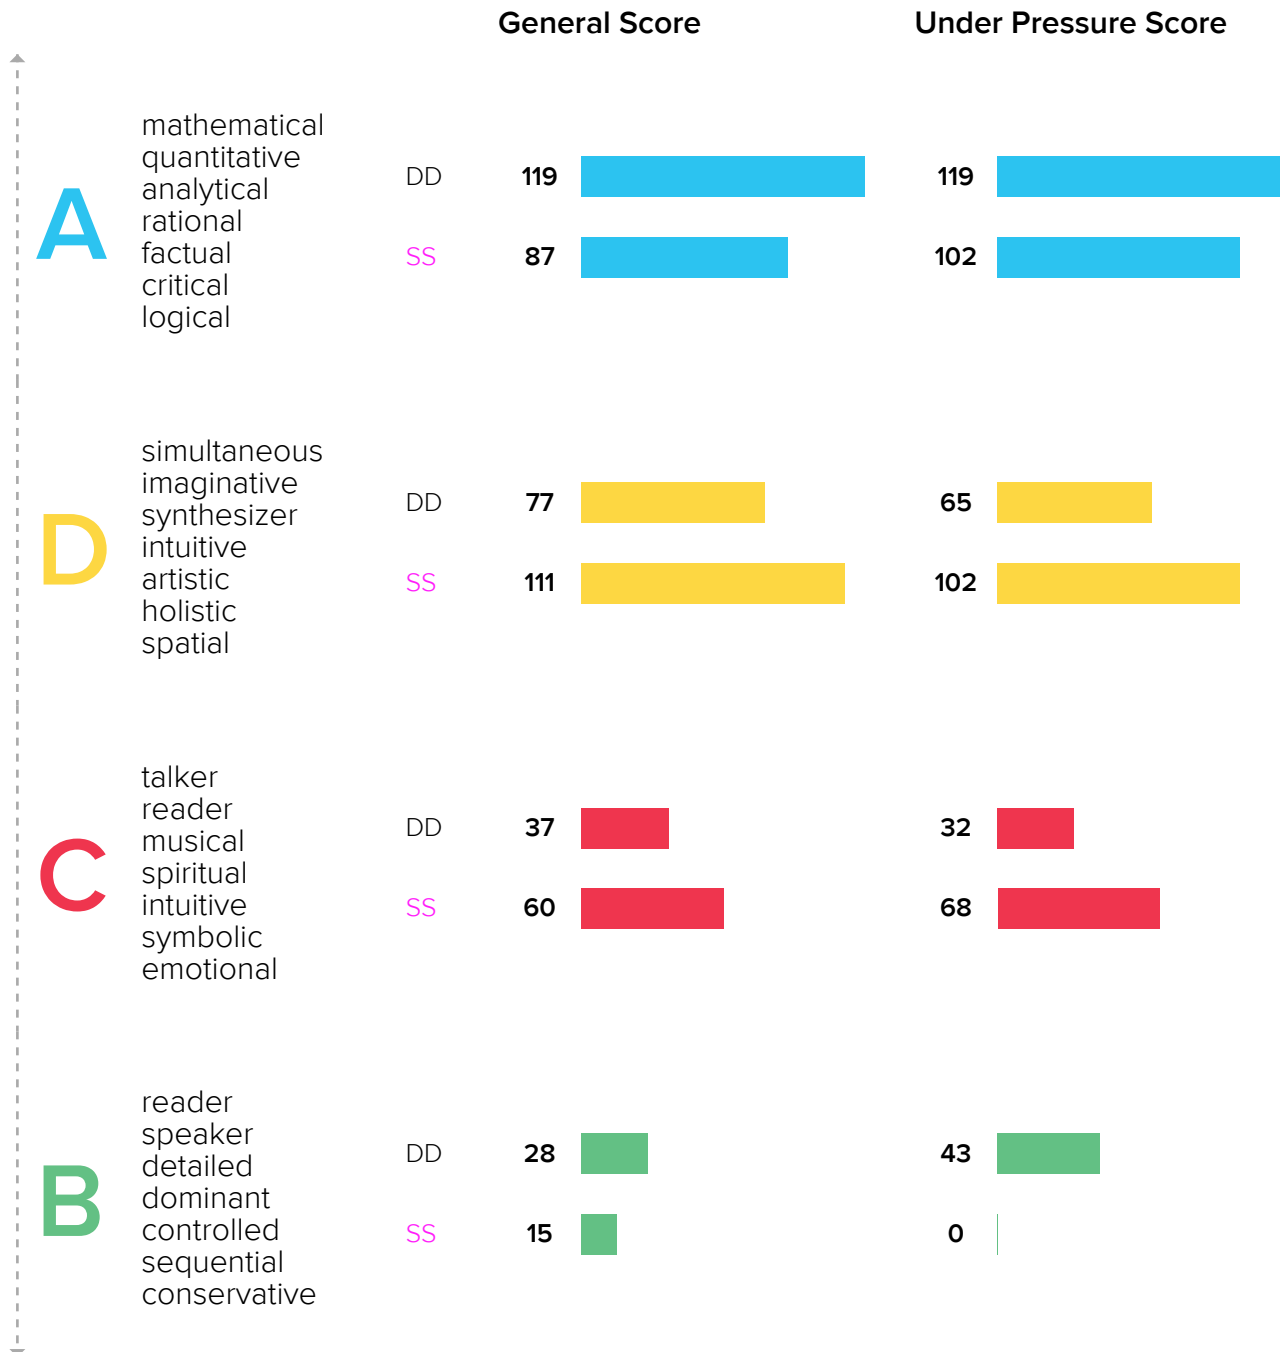 General Score Under Pressure Score
A
mathematical
quantitative
analytical
rational
factual
critical
logical
DD 119 119
SS 87 102
D
simultaneous
imaginative
synthesizer
intuitive
artistic
holistic
spatial
DD 77 65
SS 111 102
C
talker
reader
musical
spiritual
intuitive
symbolic
emotional
DD 37 32
SS 60 68
B
reader
speaker
detailed
dominant
controlled
sequential
conservative
DD 28 43
SS 15 0